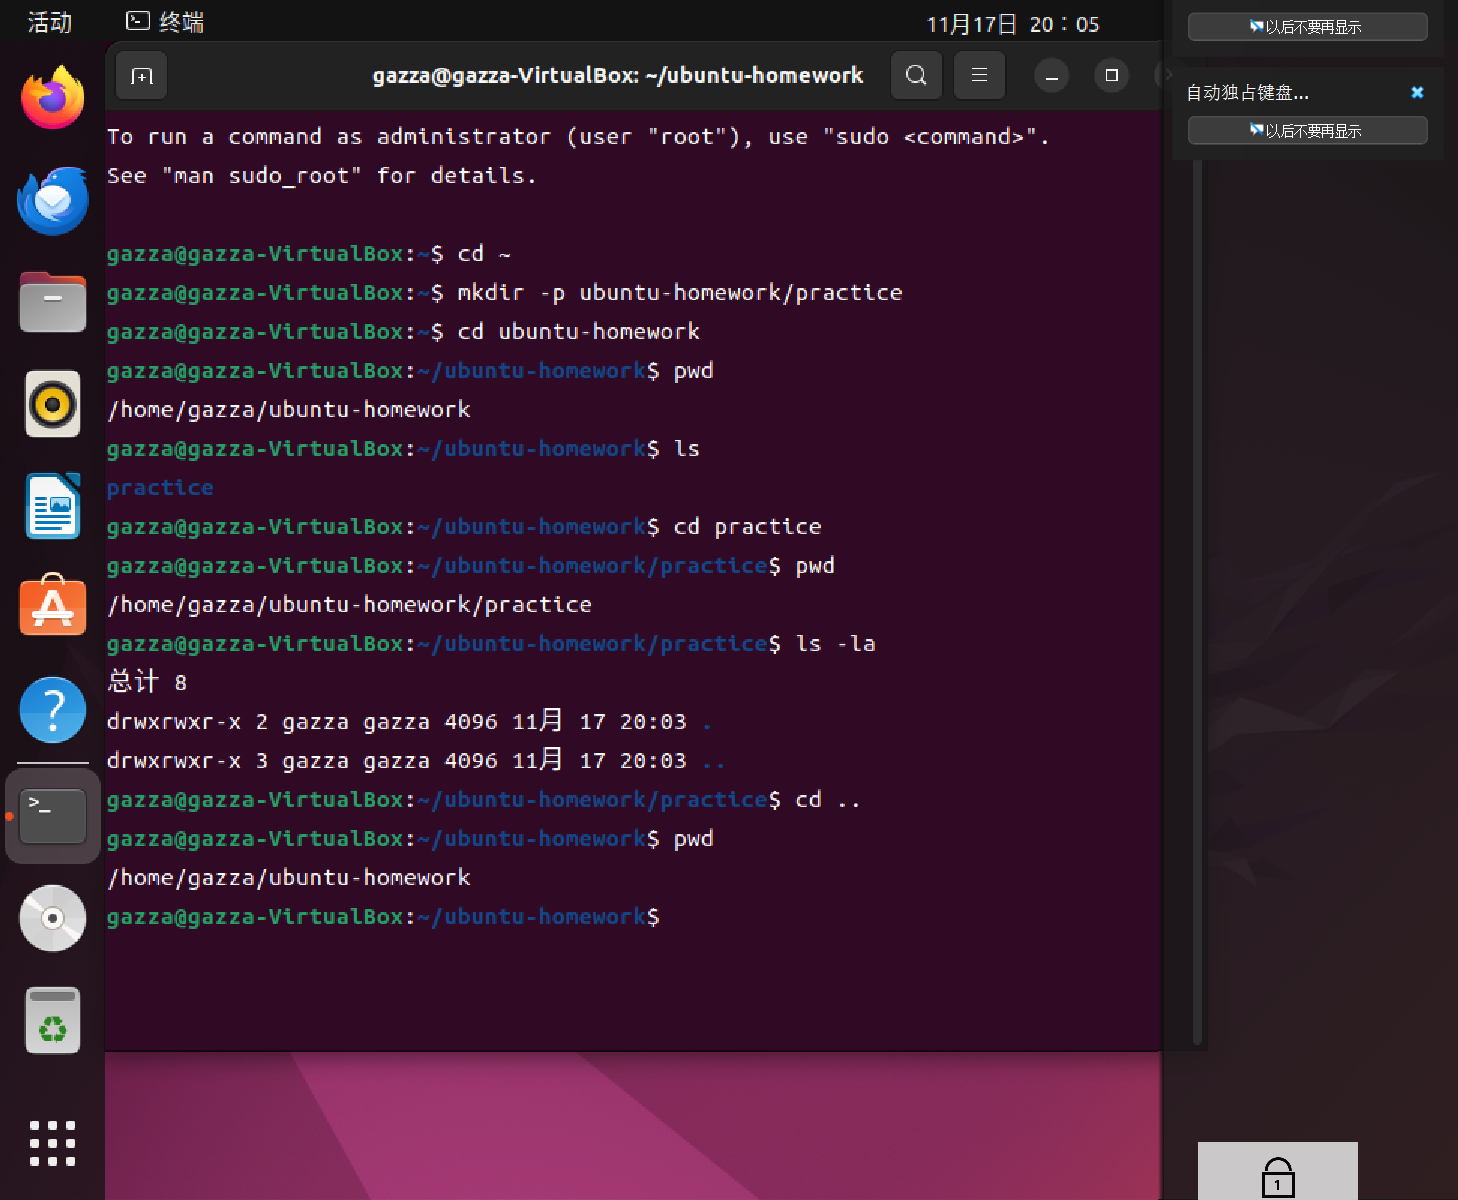 活动
终端
11月17日 20：05
以后不要再显示
自动独占键盘...
以后不要再显示
gazza@gazza-VirtualBox: ~/ubuntu-homework
To run a command as administrator (user "root"), use "sudo <command>".
See "man sudo_root" for details.
gazza@gazza-VirtualBox:~$ cd ~
gazza@gazza-VirtualBox:~$ mkdir -p ubuntu-homework/practice
gazza@gazza-VirtualBox:~$ cd ubuntu-homework
gazza@gazza-VirtualBox:~/ubuntu-homework$ pwd
/home/gazza/ubuntu-homework
gazza@gazza-VirtualBox:~/ubuntu-homework$ ls
practice
gazza@gazza-VirtualBox:~/ubuntu-homework$ cd practice
gazza@gazza-VirtualBox:~/ubuntu-homework/practice$ pwd
/home/gazza/ubuntu-homework/practice
gazza@gazza-VirtualBox:~/ubuntu-homework/practice$ ls -la
总计 8
drwxrwxr-x 2 gazza gazza 4096 11月 17 20:03 .
drwxrwxr-x 3 gazza gazza 4096 11月 17 20:03 ..
gazza@gazza-VirtualBox:~/ubuntu-homework/practice$ cd ..
gazza@gazza-VirtualBox:~/ubuntu-homework$ pwd
/home/gazza/ubuntu-homework
gazza@gazza-VirtualBox:~/ubuntu-homework$
1